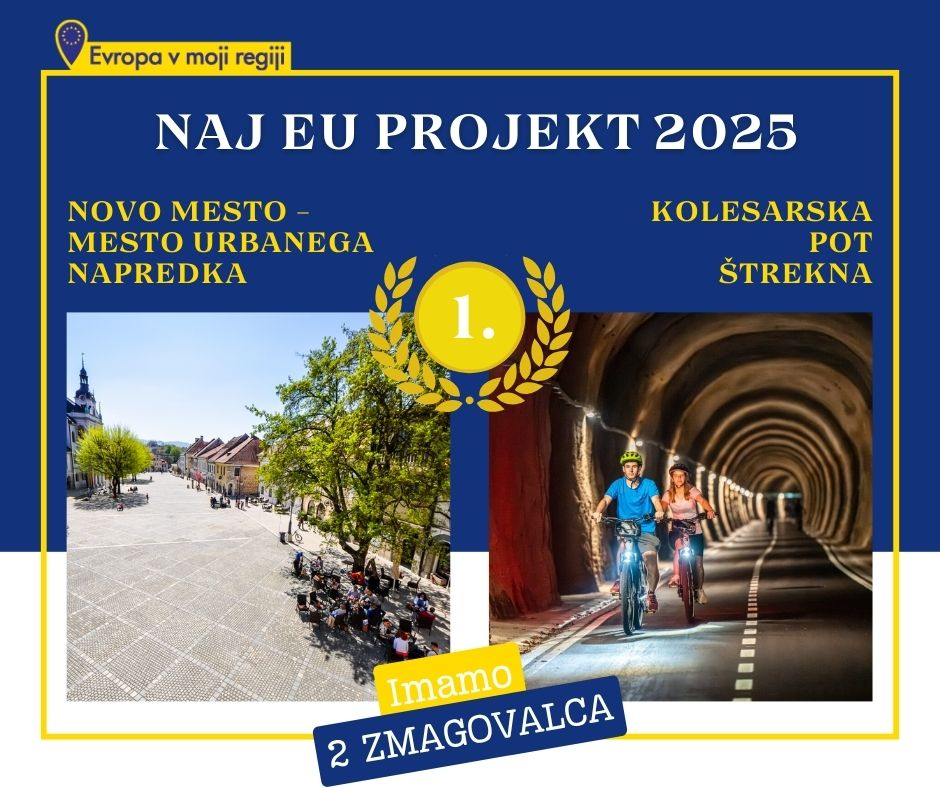 Evropa v moji regiji
NAJ EU PROJEKT 2025
NOVO MESTO –
MESTO URBANEGA
NAPREDKA
KOLESARSKA
POT
ŠTREKNA
1.
Imamo
2 ZMAGOVALCA